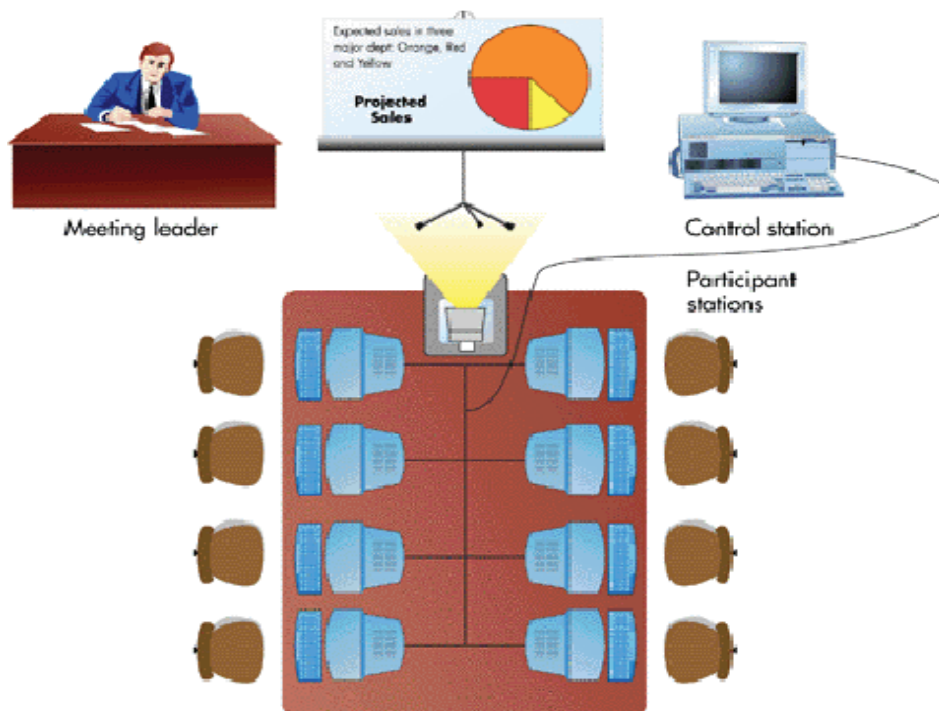 Expected sales in three
major dept: Orange, Red
and Yellow
Projected
Sales
Meeting leader
Control station
Participant
stations